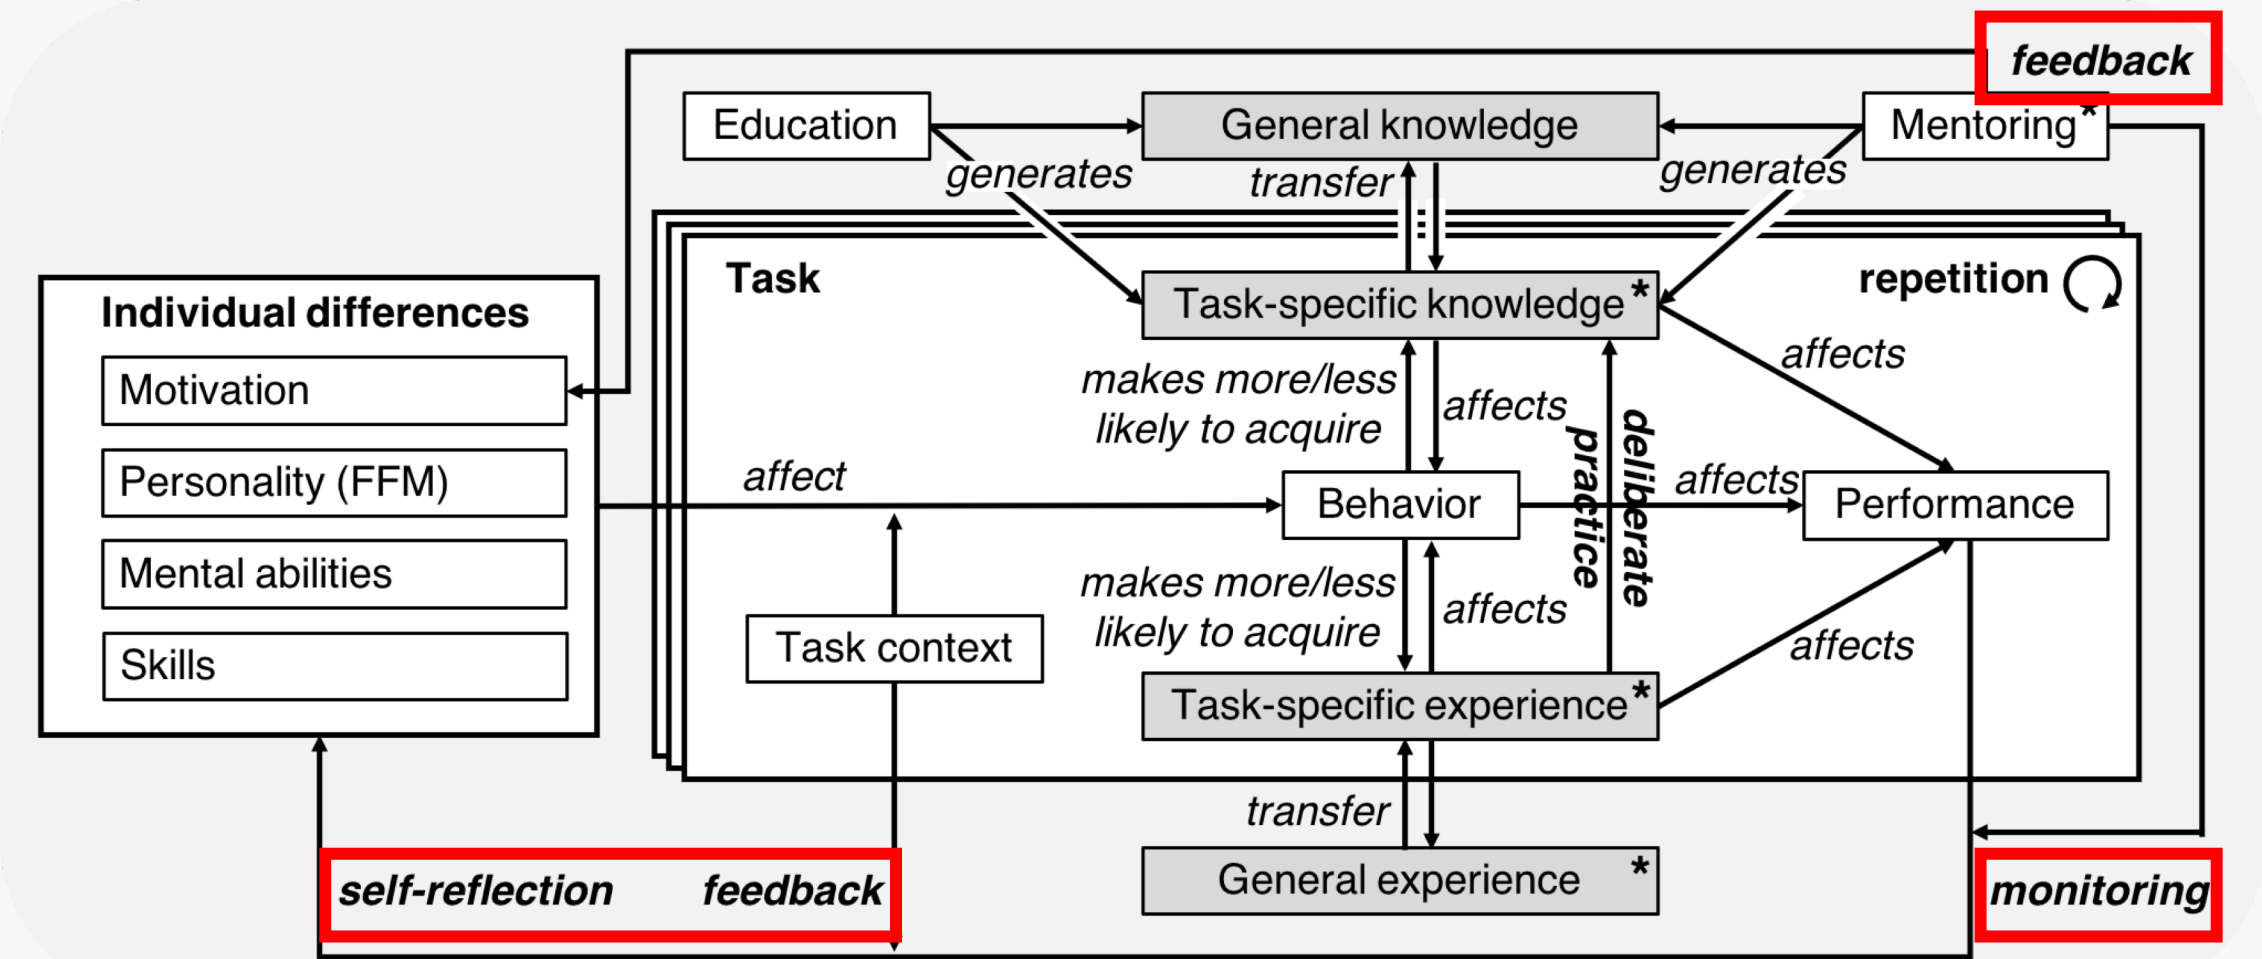 feedback
Education
General knowledge
Mentoring*
generates
transfer
generates
Task
repetition
Individual differences
Task-specific knowledge*
Motivation
makes more/less
likely to acquire
affects
affects
deliberate
practice
Personality (FFM)
affect
Behavior
affects
Performance
Mental abilities
makes more/less
likely to acquire
affects
Task context
affects
Skills
Task-specific experience*
transfer
self-reflection feedback
General experience *
monitoring